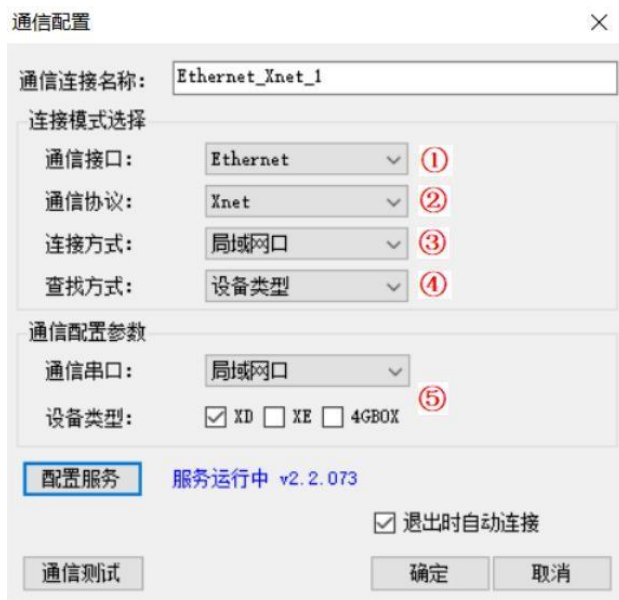 通信配置
通信连接名称: Ethernet_Xnet_1
连接模式选择
通信接口: Ethernet ①
通信协议: Xnet ②
连接方式: 局域网口 ③
查找方式: 设备类型 ④
通信配置参数
通信串口: 局域网口
⑤
设备类型: XD XE 4GBOX
配置服务 服务运行中 v2.2.073
退出时自动连接
通信测试 确定 取消